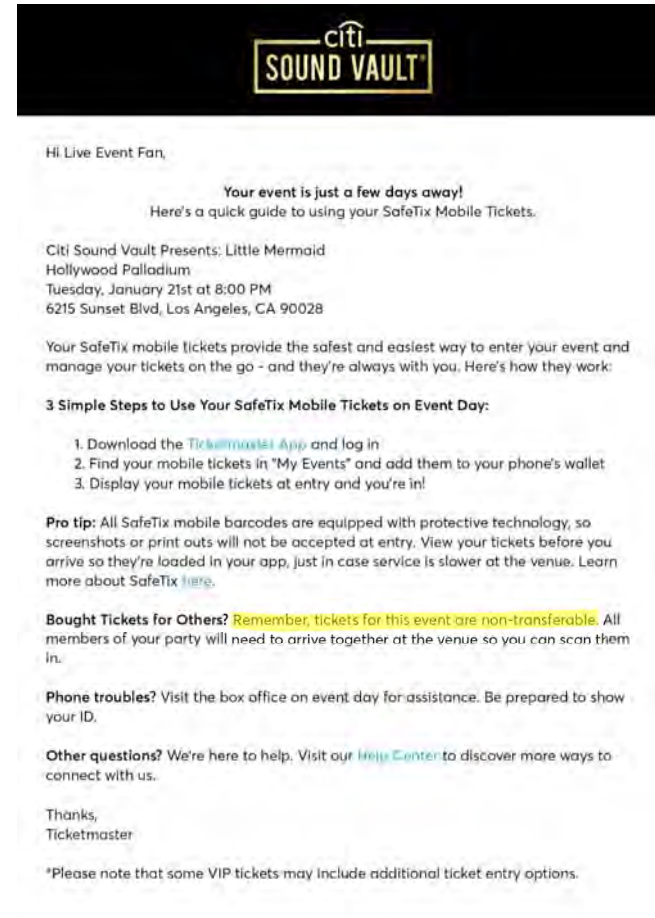 citi
SOUND VAULT®
Hi Live Event Fan,
Your event is just a few days away!
Here's a quick guide to using your SafeTix Mobile Tickets.
Citi Sound Vault Presents: Little Mermaid
Hollywood Palladium
Tuesday, January 21st at 8:00 PM
6215 Sunset Blvd, Los Angeles, CA 90028
Your SafeTix mobile tickets provide the safest and easiest way to enter your event and
manage your tickets on the go - and they're always with you. Here's how they work:
3 Simple Steps to Use Your SafeTix Mobile Tickets on Event Day:
1. Download the Ticketmaster App and log in
2. Find your mobile tickets in "My Events" and add them to your phone's wallet
3. Display your mobile tickets at entry and you're in!
Pro tip: All SafeTix mobile barcodes are equipped with protective technology, so
screenshots or print outs will not be accepted at entry. View your tickets before you
arrive so they're loaded in your app, just in case service is slower at the venue. Learn
more about SafeTix here.
Bought Tickets for Others? Remember, tickets for this event are non-transferable. All
members of your party will need to arrive together at the venue so you can scan them
in.
Phone troubles? Visit the box office on event day for assistance. Be prepared to show
your ID.
Other questions? We're here to help. Visit our Help Center to discover more ways to
connect with us.
Thanks,
Ticketmaster
*Please note that some VIP tickets may include additional ticket entry options.